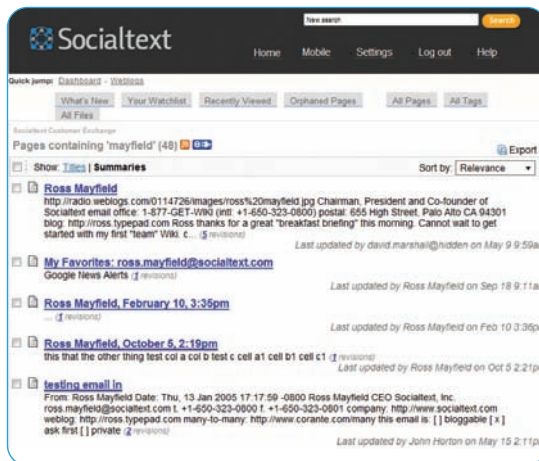 New search
Search
Socialtext
Home Mobile Settings Log out Help
Quick jump: Dashboard - Weblogs
What's New Your Watchlist Recently Viewed Orphaned Pages All Pages All Tags
All Files
Socialtext Customer Exchange
Pages containing 'mayfield' (48)
Export
Show: Titles | Summaries Sort by: Relevance
Ross Mayfield
http://radio.weblogs.com/0114726/images/ross%20mayfield.jpg Chairman, President and Co-founder of
Socialtext email office: 1-877-GET-WIKI (intl: +1-650-323-0800) postal: 655 High Street, Palo Alto CA 94301
blog: http://ross.typepad.com Ross thanks for a great "breakfast briefing" this morning. Cannot wait to get
started with my first "team" Wiki. c... (5 revisions)
Last updated by david.marshall@hidden on May 9 9:59a
My Favorites: ross.mayfield@socialtext.com
Google News Alerts (1 revisions)
Last updated by Ross Mayfield on Sep 18 9:11a
Ross Mayfield, February 10, 3:35pm
... (1 revisions)
Last updated by Ross Mayfield on Feb 10 3:36p
Ross Mayfield, October 5, 2:19pm
this that the other thing test col a col b test c cell a1 cell b1 cell c1 (1 revisions)
Last updated by Ross Mayfield on Oct 5 2:21p
testing email in
From: Ross Mayfield Date: Thu, 13 Jan 2005 17:17:59 -0800 Ross Mayfield CEO Socialtext, Inc.
ross.mayfield@socialtext.com t. +1-650-323-0800 f. +1-650-323-0801 company: http://www.socialtext.com
weblog: http://ross.typepad.com many-to-many: http://www.corante.com/many this email is: [ ] bloggable [ x ]
ask first [ ] private (2 revisions)
Last updated by John Horton on May 15 2:11p